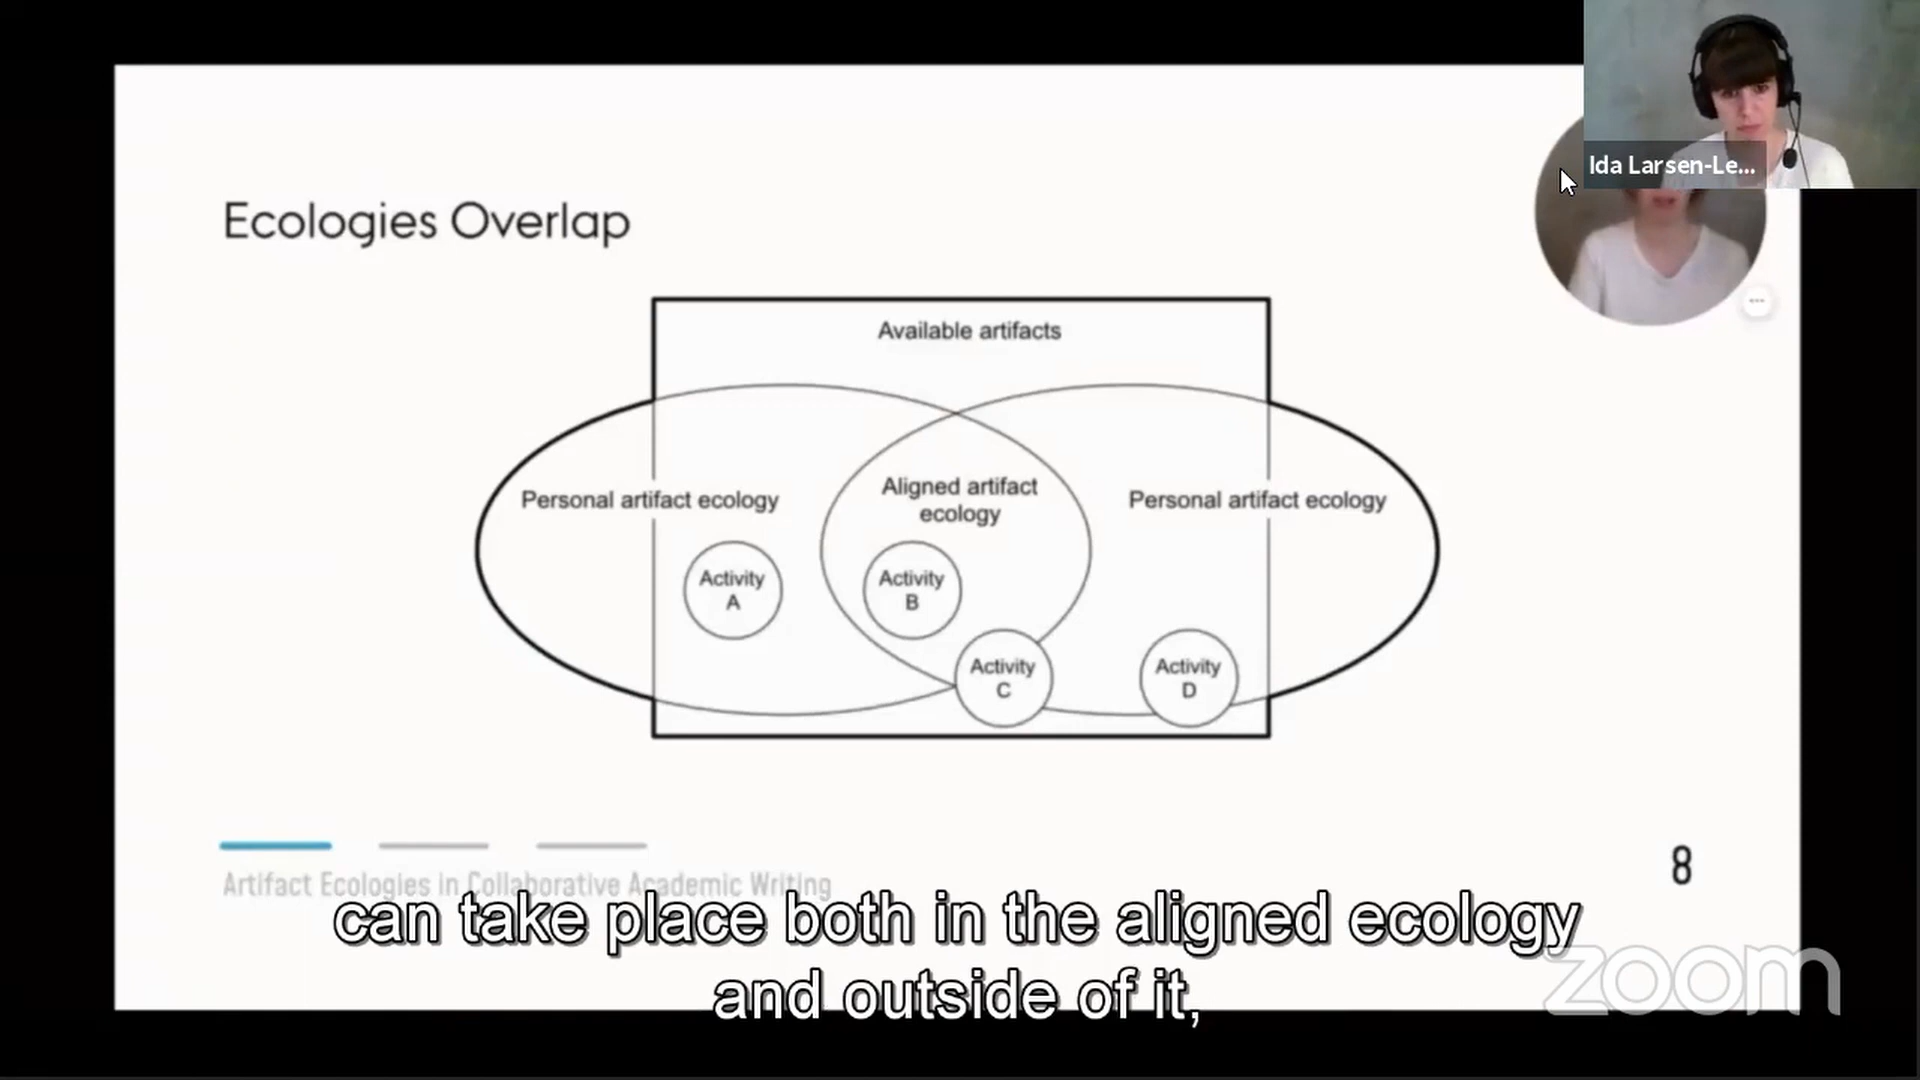 Ida Larsen-Le...
Ecologies Overlap
Available artifacts
Personal artifact ecology
Aligned artifact
ecology
Personal artifact ecology
Activity
A
Activity
B
Activity
C
Activity
D
Artifact Ecologies in Collaborative Academic Writing
8
can take place both in the aligned ecology
and outside of it,
zoom